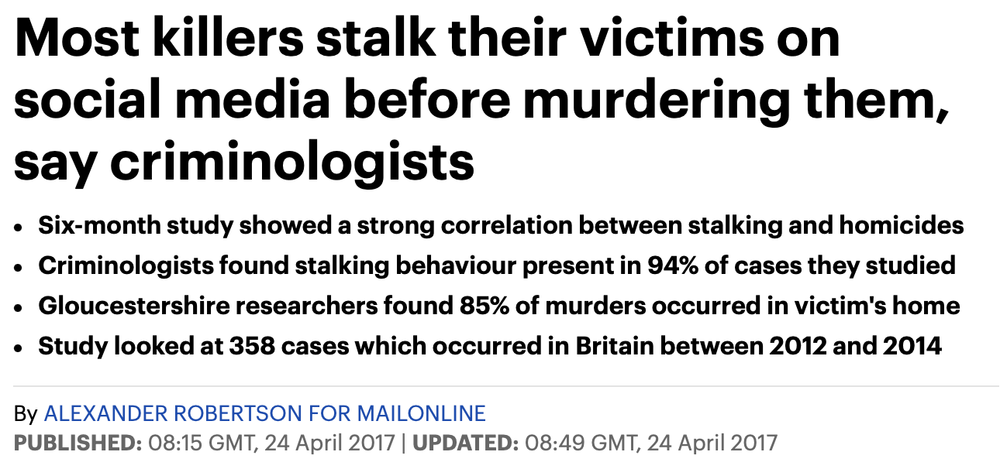 Most killers stalk their victims on
social media before murdering them,
say criminologists
• Six-month study showed a strong correlation between stalking and homicides
• Criminologists found stalking behaviour present in 94% of cases they studied
• Gloucestershire researchers found 85% of murders occurred in victim's home
• Study looked at 358 cases which occurred in Britain between 2012 and 2014
By ALEXANDER ROBERTSON FOR MAILONLINE
PUBLISHED: 08:15 GMT, 24 April 2017 | UPDATED: 08:49 GMT, 24 April 2017